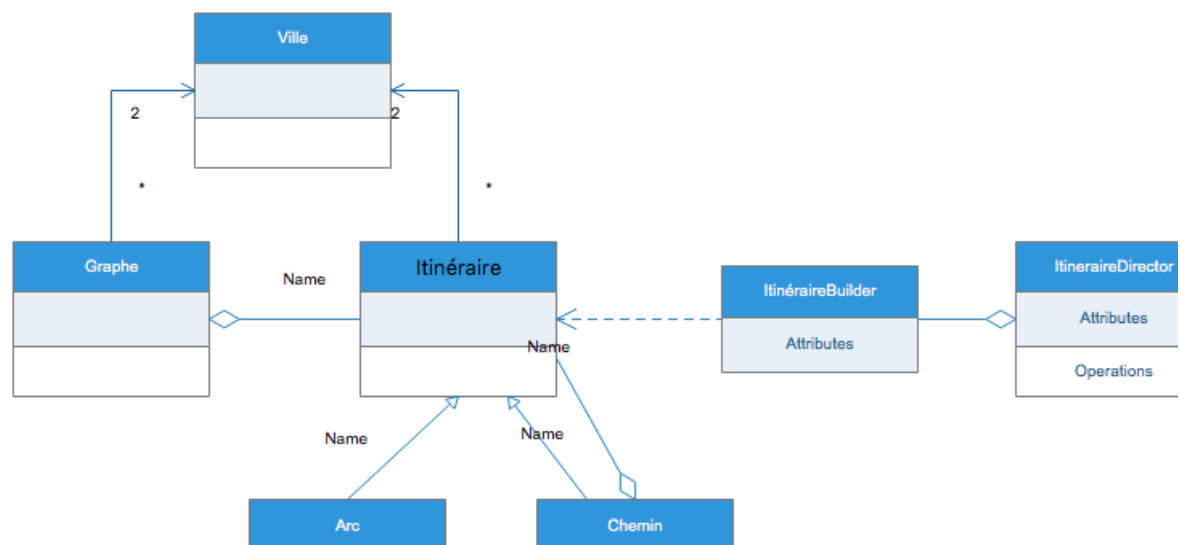 Ville
2
2
*
*
Graphe
Name
Itinéraire
ItinéraireBuilder
Attributes
ItineraireDirector
Attributes
Operations
Name
Name
Name
Arc
Chemin